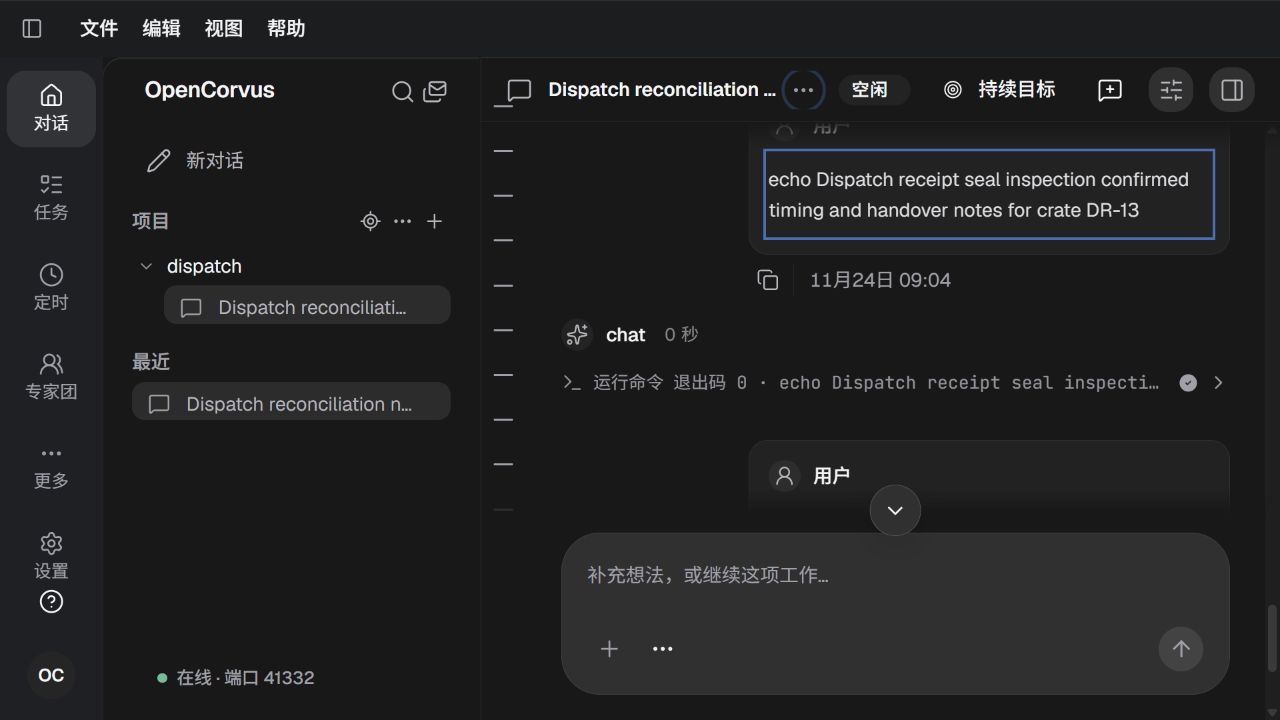 文件 编辑 视图 帮助
对话
任务
定时
专家团
更多
设置
OC
OpenCorvus
新对话
项目
dispatch
Dispatch reconciliati...
最近
Dispatch reconciliation n...
在线 · 端口 41332
Dispatch reconciliation ...
空闲
持续目标
用户
echo Dispatch receipt seal inspection confirmed
timing and handover notes for crate DR-13
11月24日 09:04
chat 0 秒
运行命令 退出码 0 · echo Dispatch receipt seal inspecti…
用户
补充想法，或继续这项工作...